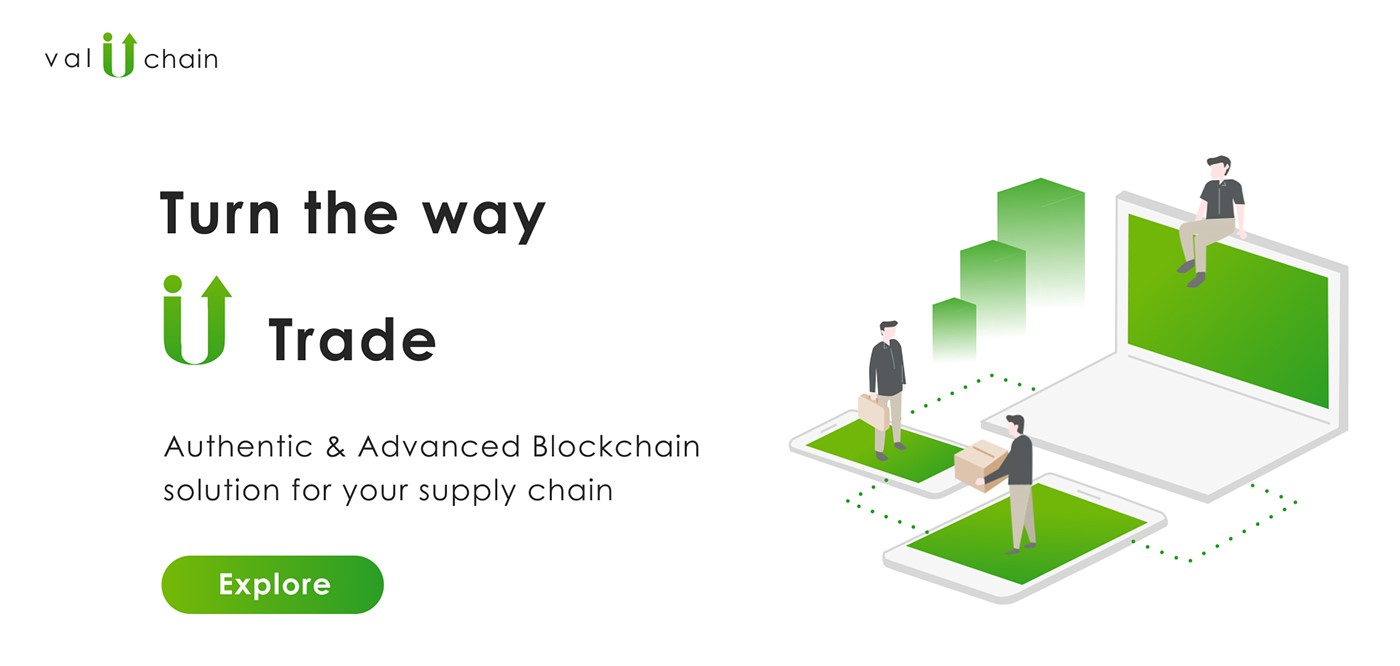 val U chain
Turn the way
U Trade
Authentic & Advanced Blockchain
solution for your supply chain
Explore